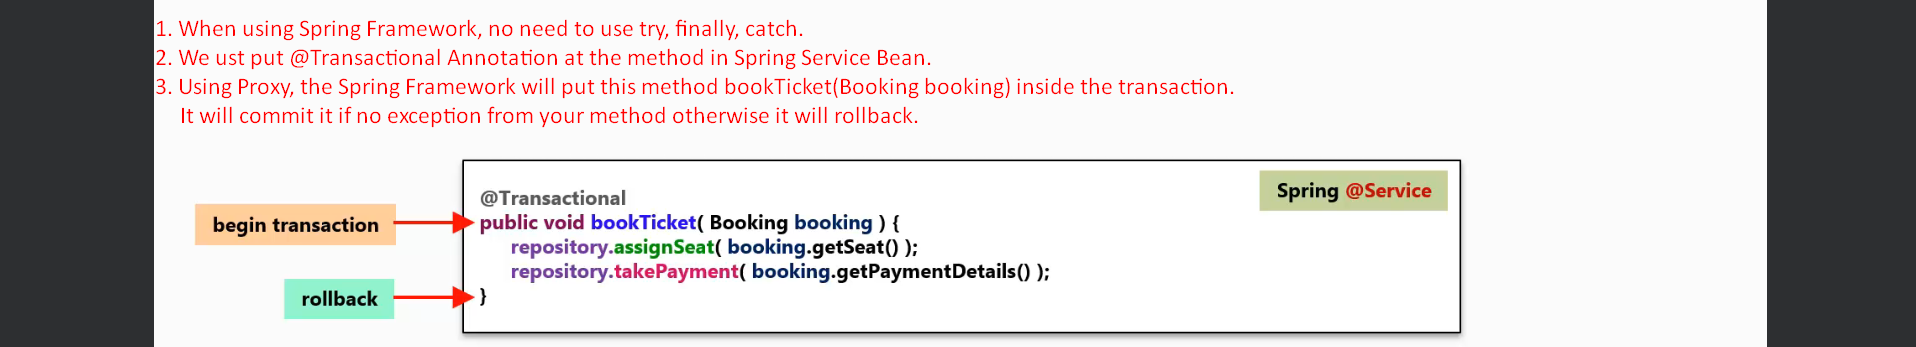 1. When using Spring Framework, no need to use try, finally, catch.
2. We ust put @Transactional Annotation at the method in Spring Service Bean.
3. Using Proxy, the Spring Framework will put this method bookTicket(Booking booking) inside the transaction.
It will commit it if no exception from your method otherwise it will rollback.
Spring @Service
@Transactional
begin transaction
public void bookTicket( Booking booking ) {
repository.assignSeat( booking.getSeat() );
repository.takePayment( booking.getPaymentDetails() );
rollback
}